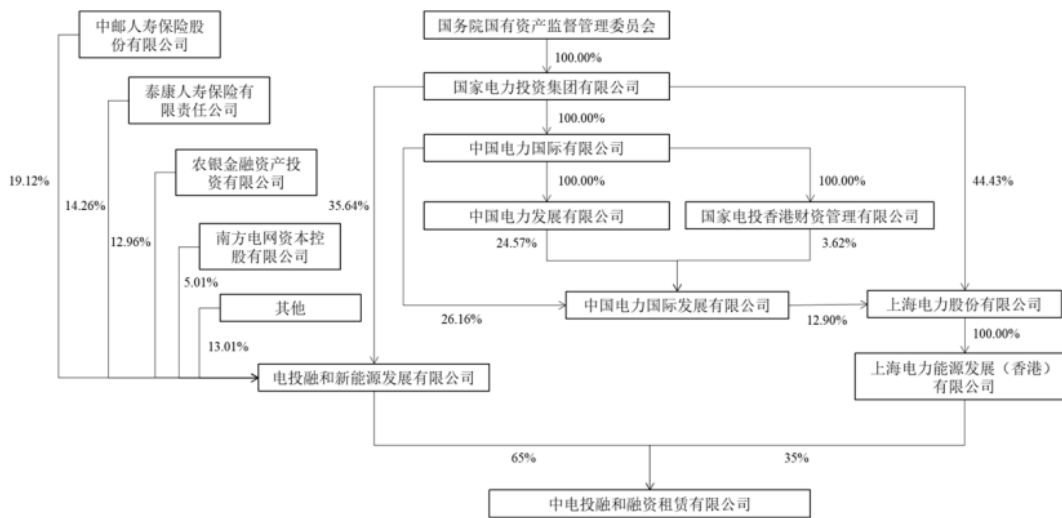 中邮人寿保险股
份有限公司
国务院国有资产监督管理委员会
100.00%
泰康人寿保险有
限责任公司
国家电力投资集团有限公司
100.00%
农银金融资产投
资有限公司
中国电力国际有限公司
19.12%
14.26%
12.96%
35.64%
100.00%
100.00%
44.43%
南方电网资本控
股有限公司
中国电力发展有限公司
国家电投香港财资管理有限公司
5.01%
24.57%
3.62%
其他
中国电力国际发展有限公司
上海电力股份有限公司
26.16%
12.90%
13.01%
100.00%
电投融和新能源发展有限公司
上海电力能源发展（香港）
有限公司
65%
35%
中电投融和融资租赁有限公司